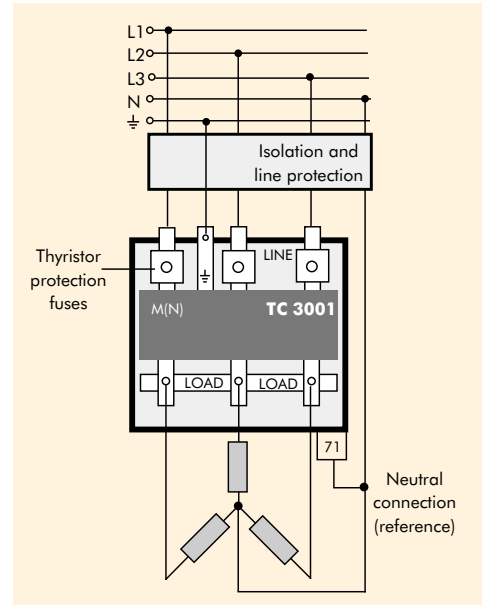 L1
L2
L3
N
Isolation and
line protection
Thyristor
protection
fuses
LINE
M(N)
TC 3001
LOAD
LOAD
71
Neutral
connection
(reference)